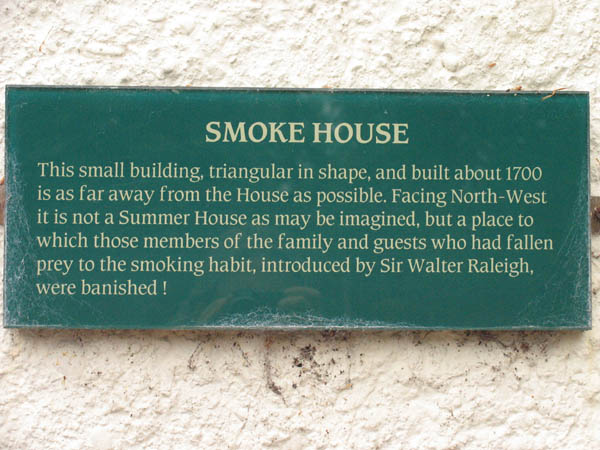 SMOKE HOUSE
This small building, triangular in shape, and built about 1700
is as far away from the House as possible. Facing North-West
it is not a Summer House as may be imagined, but a place to
which those members of the family and guests who had fallen
prey to the smoking habit, introduced by Sir Walter Raleigh,
were banished !